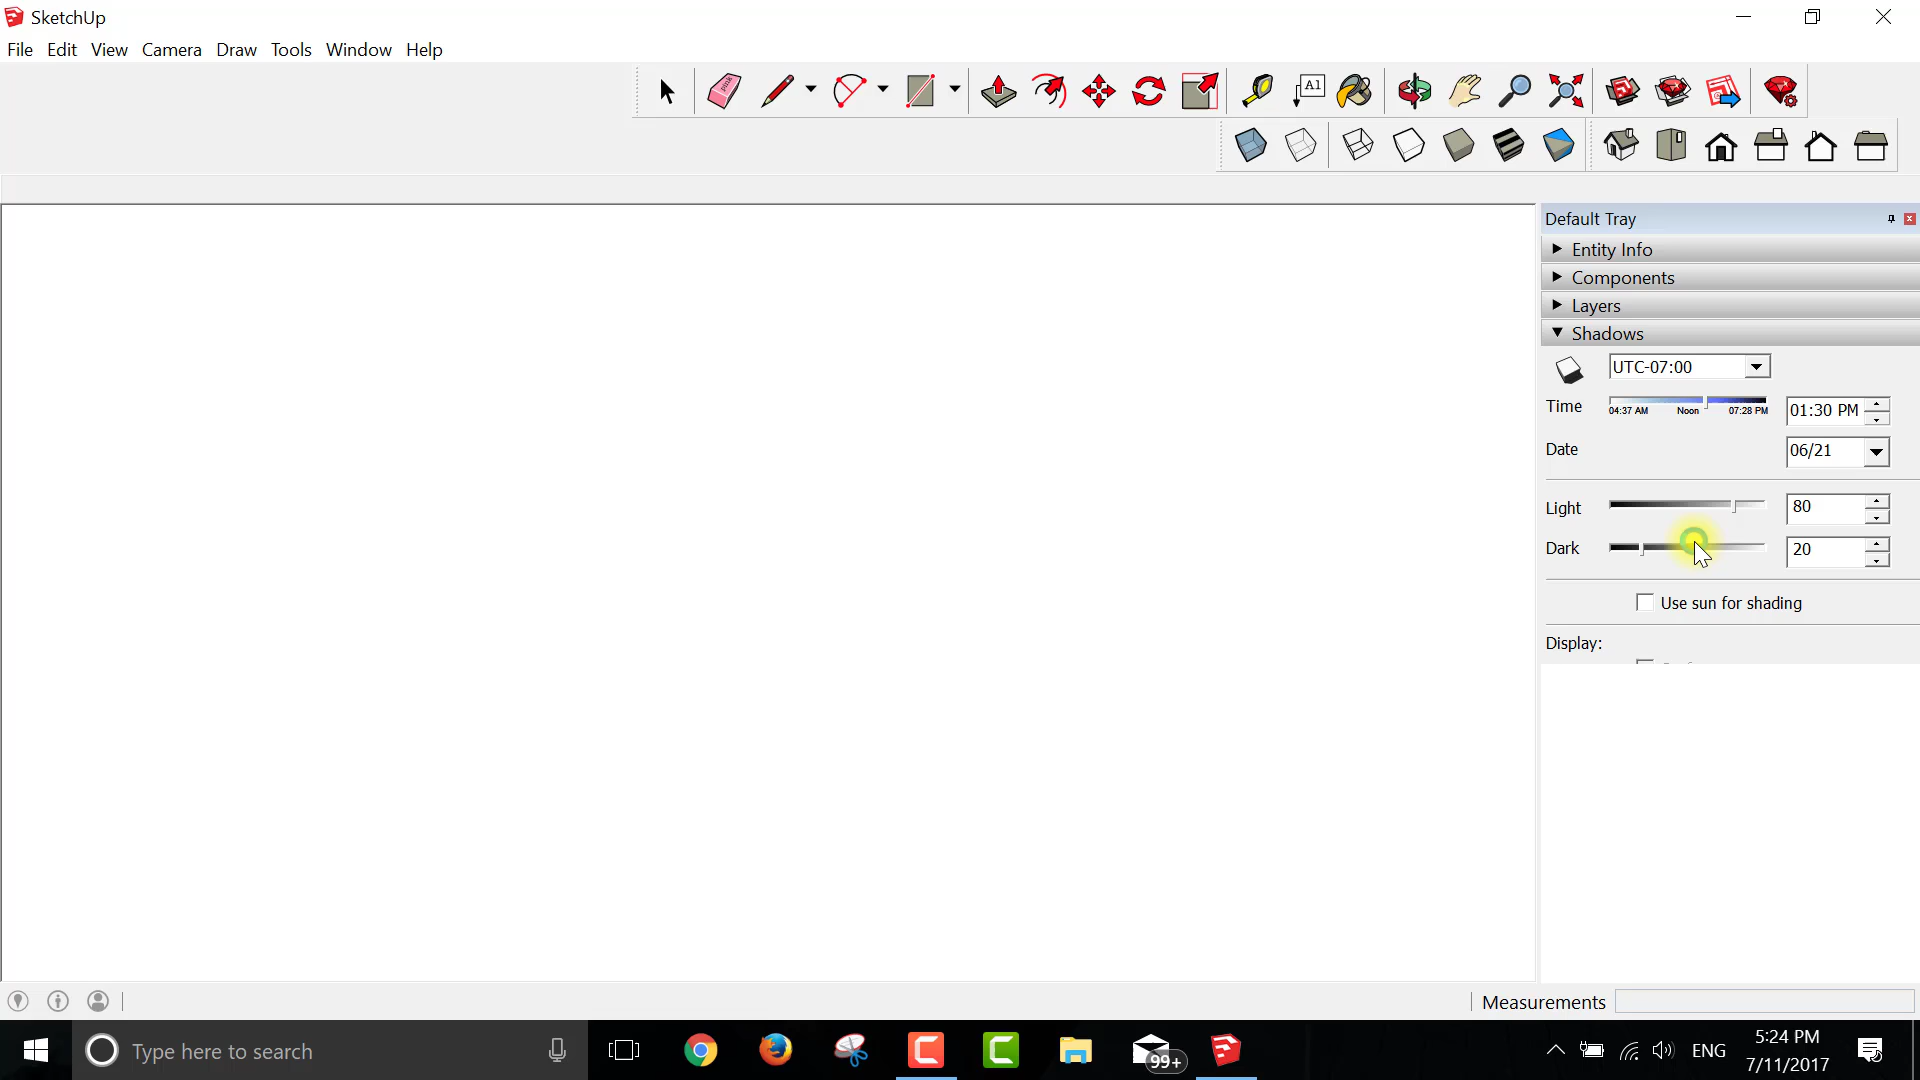 SketchUp
File Edit View Camera Draw Tools Window Help
pink
A1
Default Tray
Entity Info
Components
Layers
Shadows
UTC-07:00
Time 04:37 AM Noon 07:28 PM 01:30 PM
Date 06/21
Light 80
Dark 20
Use sun for shading
Display:
Measurements
Type here to search
99+
ENG
5:24 PM
7/11/2017